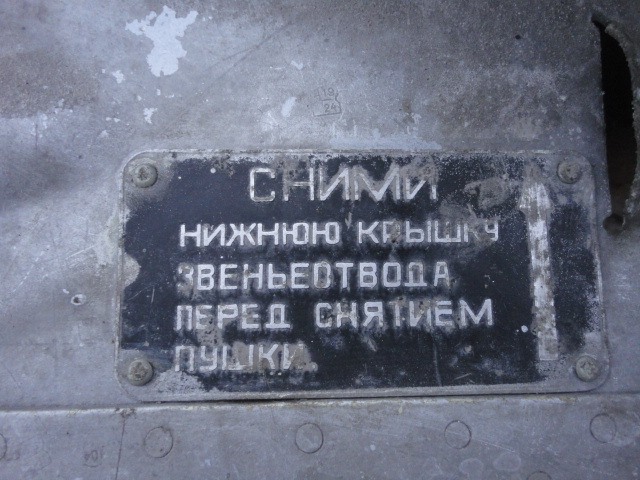 СНИМИ
НИЖНЮЮ КРЫШКУ
ЗВЕНЬЕОТВОДА
ПЕРЕД СНЯТИЕМ
ПУШКИ